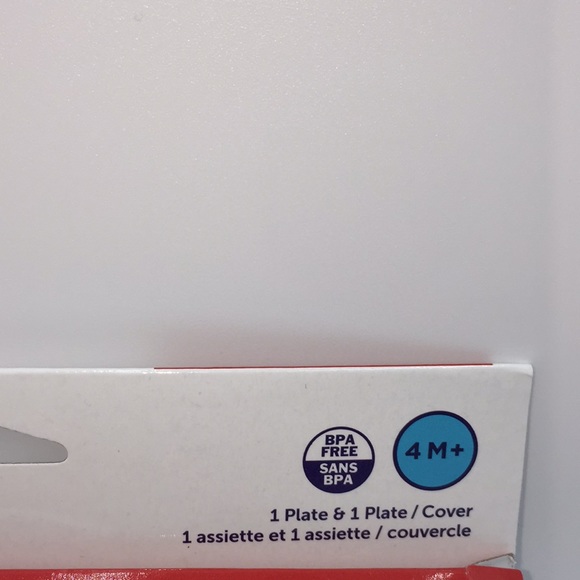 BPA
FREE
SANS
BPA
4 M+
1 Plate & 1 Plate / Cover
1 assiette et 1 assiette / couvercle